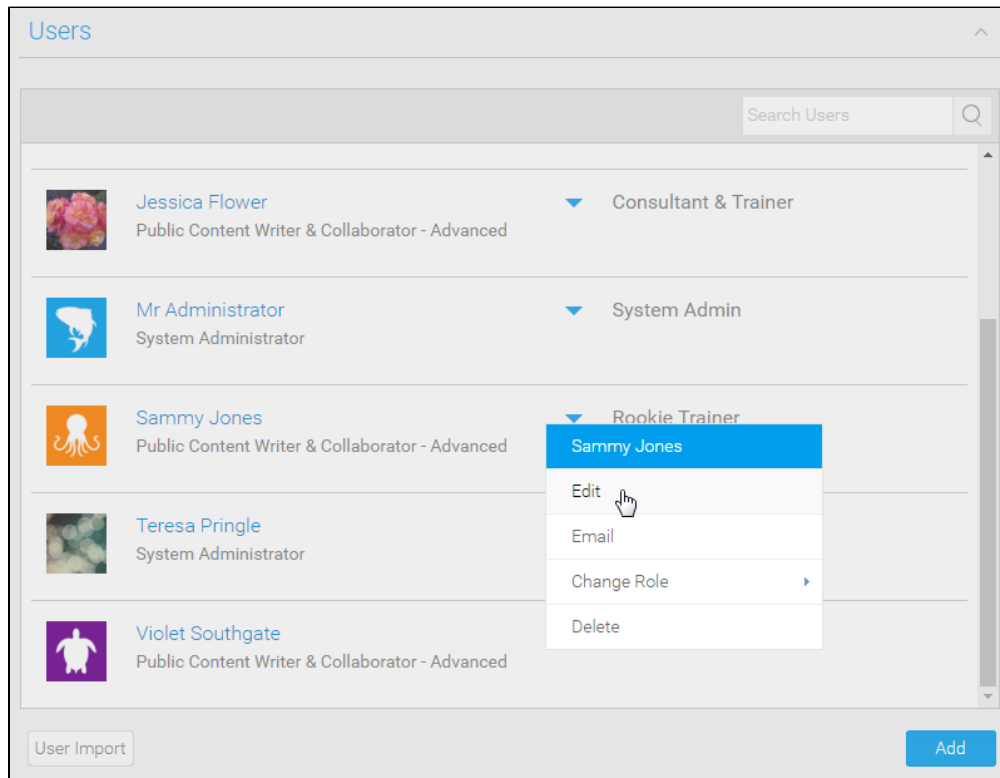 Users
Search Users
Jessica Flower
Consultant & Trainer
Public Content Writer & Collaborator - Advanced
Mr Administrator
System Admin
System Administrator
Sammy Jones
Rookie Trainer
Public Content Writer & Collaborator - Advanced
Sammy Jones
Edit
Email
Change Role
Delete
Teresa Pringle
System Administrator
Violet Southgate
Public Content Writer & Collaborator - Advanced
User Import
Add